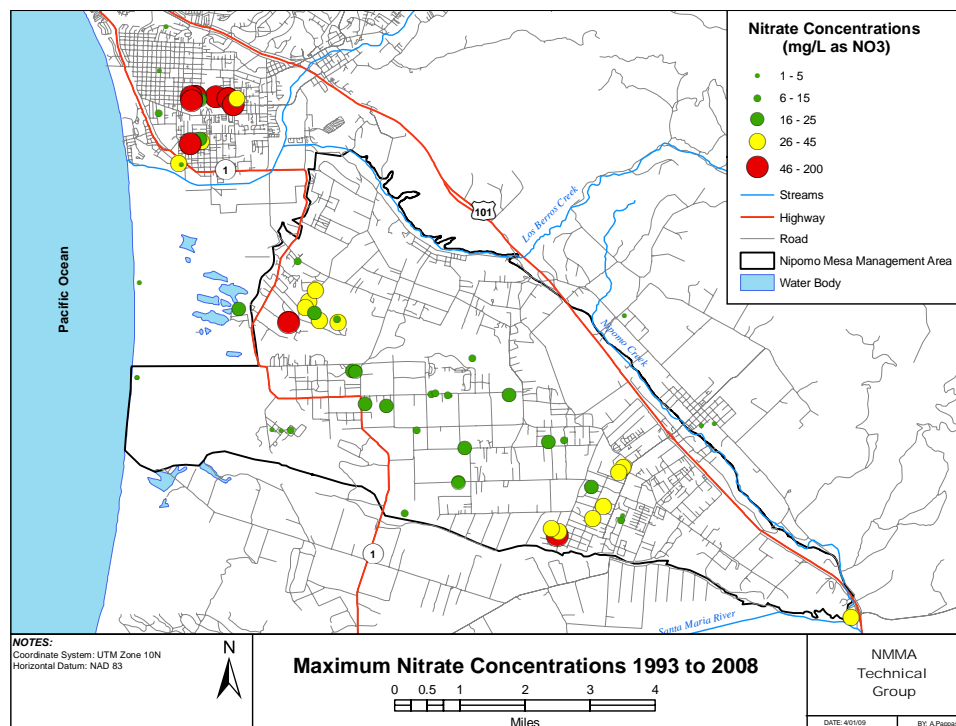 Nitrate Concentrations
(mg/L as NO3)
1 - 5
6 - 15
16 - 25
26 - 45
46 - 200
Streams
Highway
Road
Nipomo Mesa Management Area
Water Body
1
101
Los Berros Creek
Pacific Ocean
Nipomo Creek
1
Santa Maria River
NOTES:
Coordinate System: UTM Zone 10N
Horizontal Datum: NAD 83
N
Maximum Nitrate Concentrations 1993 to 2008
0 0.5 1 2 3 4
Miles
NMMA
Technical
Group
DATE: 4/01/09 BY: A.Pappas